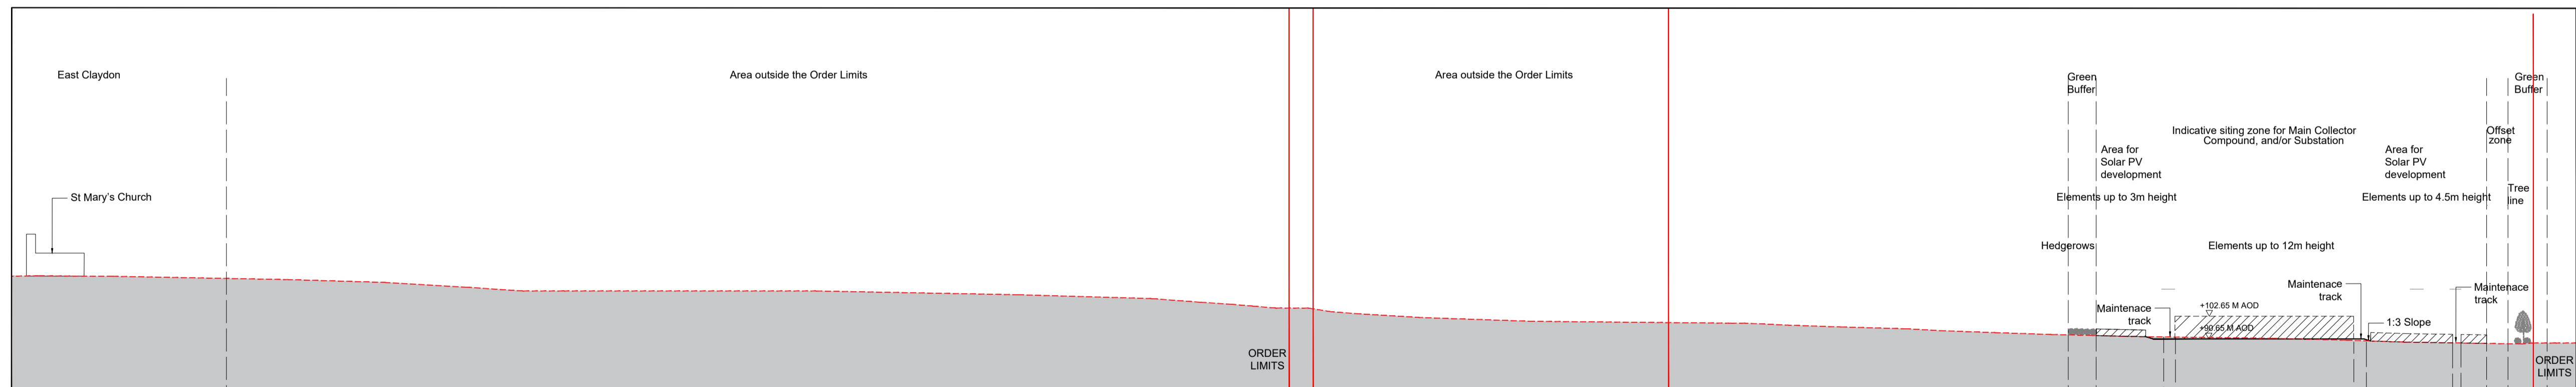 East Claydon
Area outside the Order Limits
Area outside the Order Limits
Green
Buffer
Green
Buffer
Indicative siting zone for Main Collector
Compound, and/or Substation
Offset
zone
Area for
Solar PV
development
Area for
Solar PV
development
St Mary's Church
Elements up to 3m height
Elements up to 4.5m height
Tree
line
Hedgerows
Elements up to 12m height
Maintenace
track
Maintenace
track
Maintenace
track
+102.65 M AOD
+90.65 M AOD
1:3 Slope
ORDER
LIMITS
ORDER
LIMITS